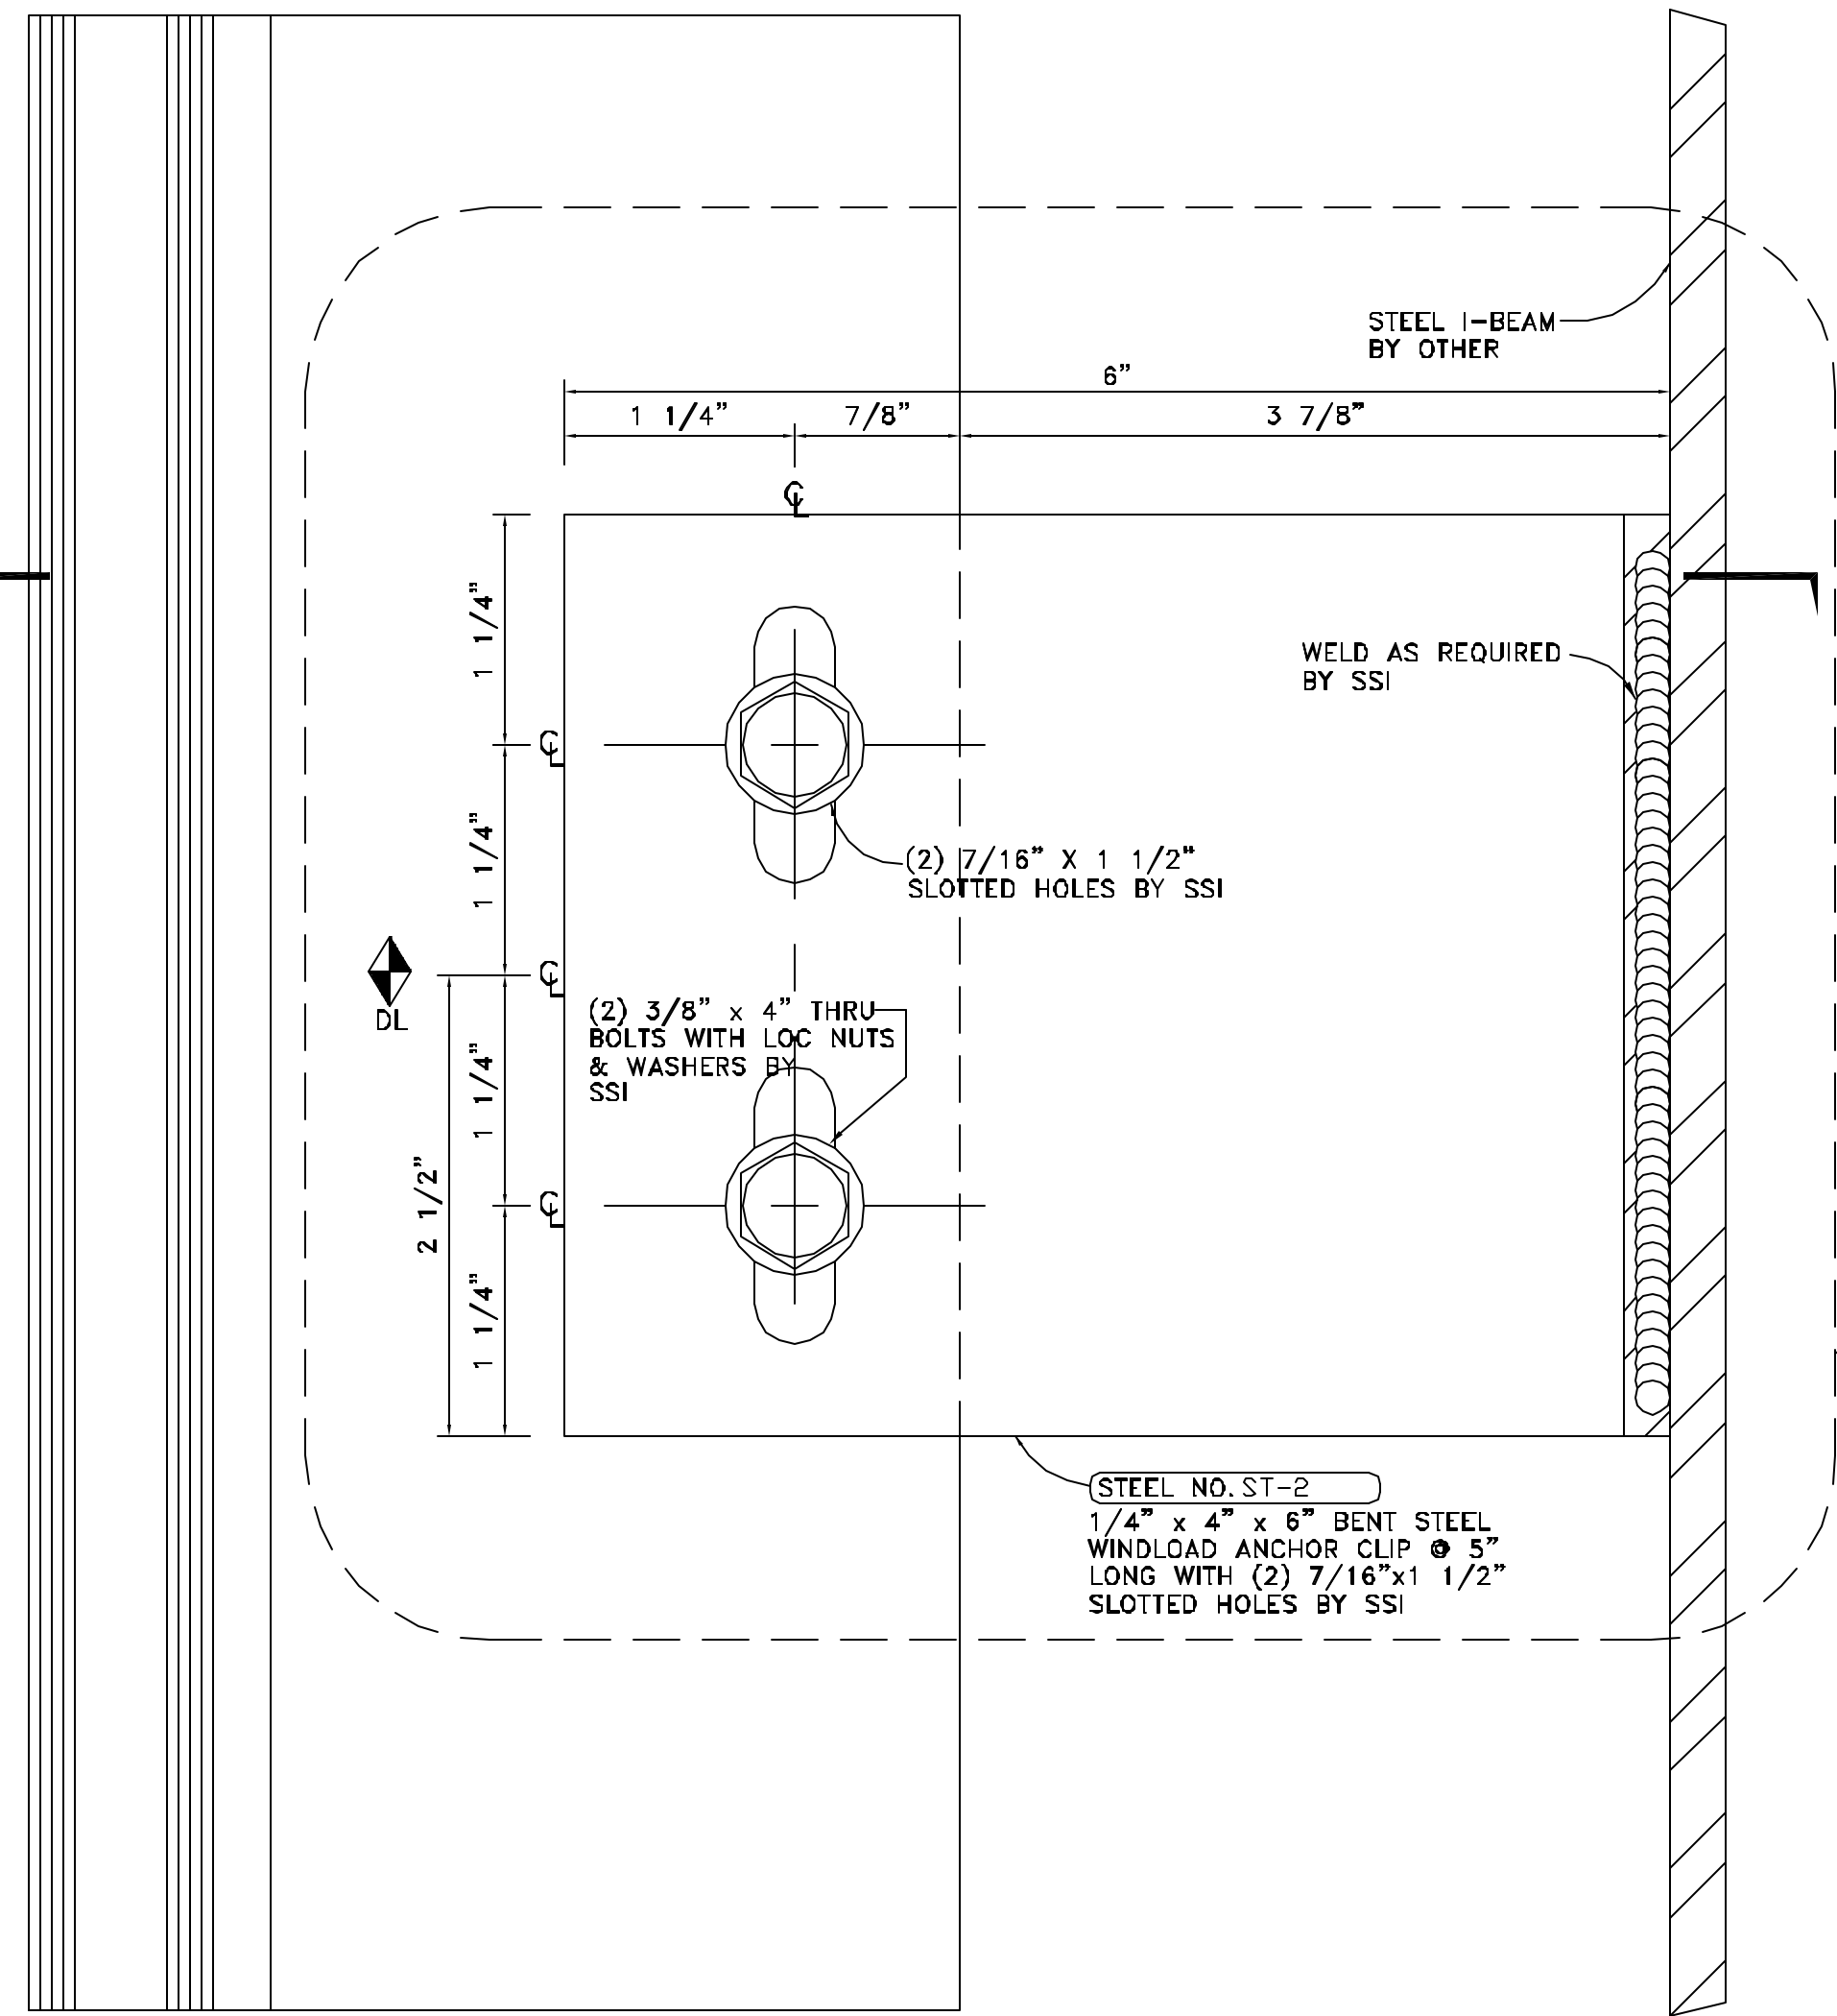 STEEL I-BEAM
BY OTHER
6"
1 1/4"
7/8"
3 7/8"
℄
1 1/4"
WELD AS REQUIRED
BY SSI
℄
1 1/4"
(2) 7/16" X 1 1/2"
SLOTTED HOLES BY SSI
℄
DL
(2) 3/8" x 4" THRU
BOLTS WITH LOC NUTS
& WASHERS BY
SSI
1 1/4"
2 1/2"
℄
1 1/4"
STEEL NO. ST-2
1/4" x 4" x 6" BENT STEEL
WINDLOAD ANCHOR CLIP @ 5"
LONG WITH (2) 7/16"x1 1/2"
SLOTTED HOLES BY SSI